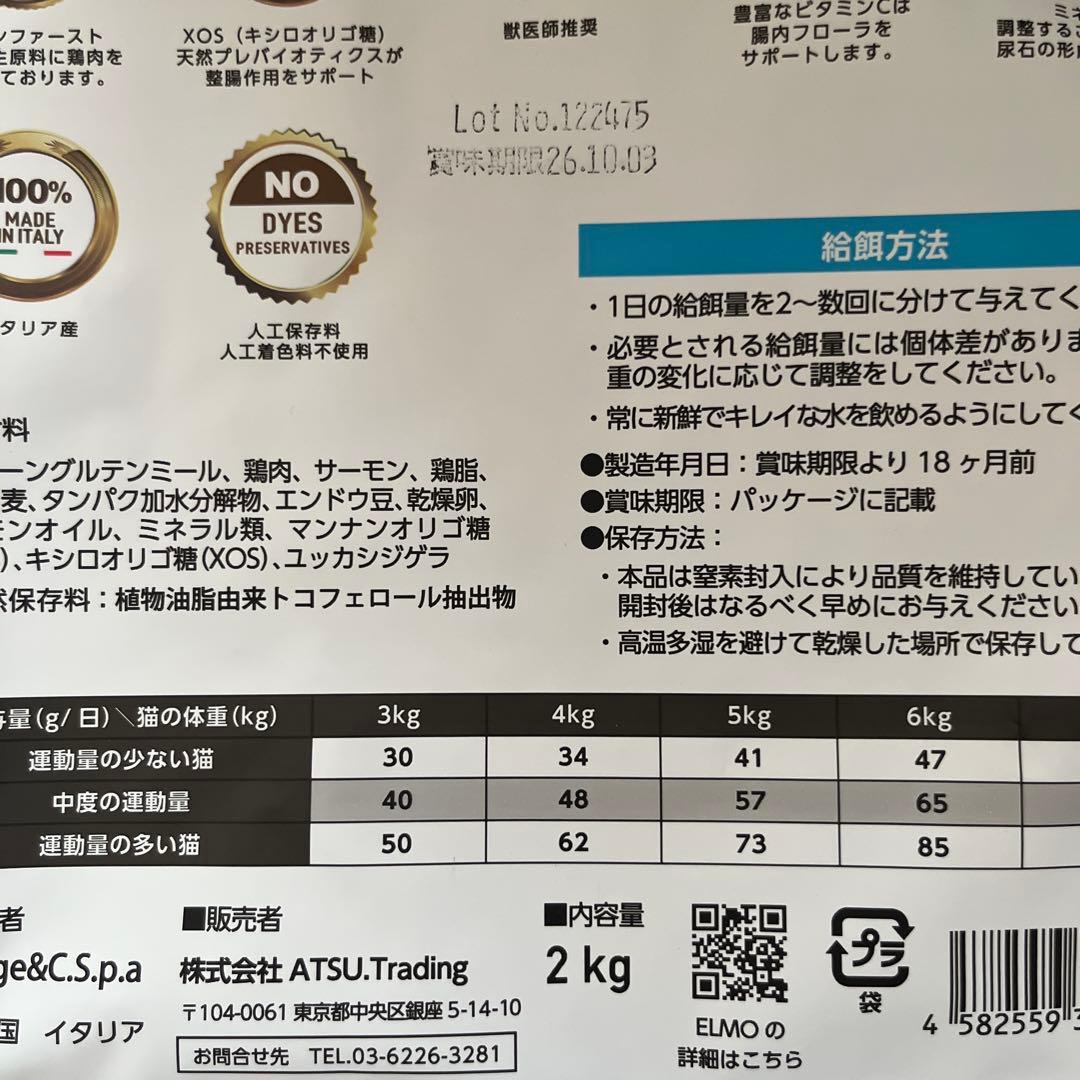 ンファースト
主原料に鶏肉を
ております。
XOS (キシロオリゴ糖)
天然プレバイオティクスが
整腸作用をサポート
獣医師推奨
豊富なビタミンCは
腸内フローラを
サポートします。
ミネ
調整するこ
尿石の形
Lot No.122475
賞味期限26.10.03
100%
MADE
IN ITALY
タリア産
NO
DYES
PRESERVATIVES
人工保存料
人工着色料不使用
料
ーングルテンミール、鶏肉、サーモン、鶏脂、
麦、タンパク加水分解物、エンドウ豆、乾燥卵、
モンオイル、ミネラル類、マンナンオリゴ糖
)、キシロオリゴ糖(XOS)、ユッカシジゲラ
然保存料：植物油脂由来トコフェロール抽出物
給餌方法
・1日の給餌量を2〜数回に分けて与えてく
・必要とされる給餌量には個体差がありま
重の変化に応じて調整をしてください。
・常に新鮮でキレイな水を飲めるようにしてく
●製造年月日：賞味期限より18ヶ月前
●賞味期限：パッケージに記載
●保存方法：
・本品は窒素封入により品質を維持してい
開封後はなるべく早めにお与えください
・高温多湿を避けて乾燥した場所で保存して
与量(g/日)＼猫の体重(kg) 3kg 4kg 5kg 6kg
運動量の少ない猫 30 34 41 47
中度の運動量 40 48 57 65
運動量の多い猫 50 62 73 85
者
ge&C.S.p.a
国 イタリア
■販売者
株式会社 ATSU.Trading
〒104-0061 東京都中央区銀座 5-14-10
お問合せ先 TEL.03-6226-3281
■内容量
2 kg
ELMO の
詳細はこちら
プラ
袋
4 582559